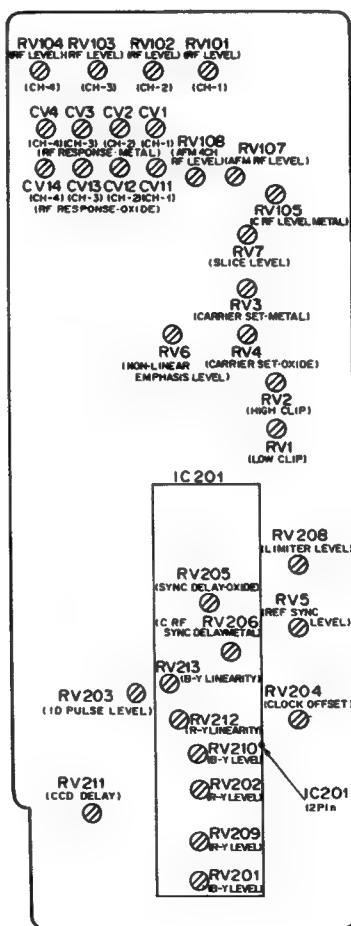 RV104 RV103 RV102 RV101
(RF LEVEL) (RF LEVEL) (RF LEVEL) (RF LEVEL)
(CH-4) (CH-3) (CH-2) (CH-1)
CV4 CV3 CV2 CV1
(CH-4) (CH-3) (CH-2) (CH-1)
(RF RESPONSE-METAL)
RV108 RV107
(AFM 4CH RF LEVEL) (AFM RF LEVEL)
CV14 CV13 CV12 CV11
(CH-4) (CH-3) (CH-2) (CH-1)
(RF RESPONSE-OXIDE)
RV105
(C RF LEVEL METAL)
RV7
(SLICE LEVEL)
RV3
(CARRIER SET-METAL)
RV6 RV4
(NON-LINEAR (CARRIER SET-OXIDE)
EMPHASIS LEVEL)
RV2
(HIGH CLIP)
RV1
(LOW CLIP)
IC201
RV208
(LIMITER LEVEL)
RV205
(SYNC DELAY-OXIDE)
RV206 RV5
(C RF (REF SYNC
SYNC DELAYMETAL) LEVEL)
RV213
(B-Y LINEARITY)
RV203 RV204
(ID PULSE LEVEL) (CLOCK OFFSET)
RV212
(R-Y LINEARITY)
RV210
(B-Y LEVEL)
RV211 RV202 IC201
(CCD DELAY) (R-Y LEVEL) 12Pin
RV209
(R-Y LEVEL)
RV201
(B-Y LEVEL)